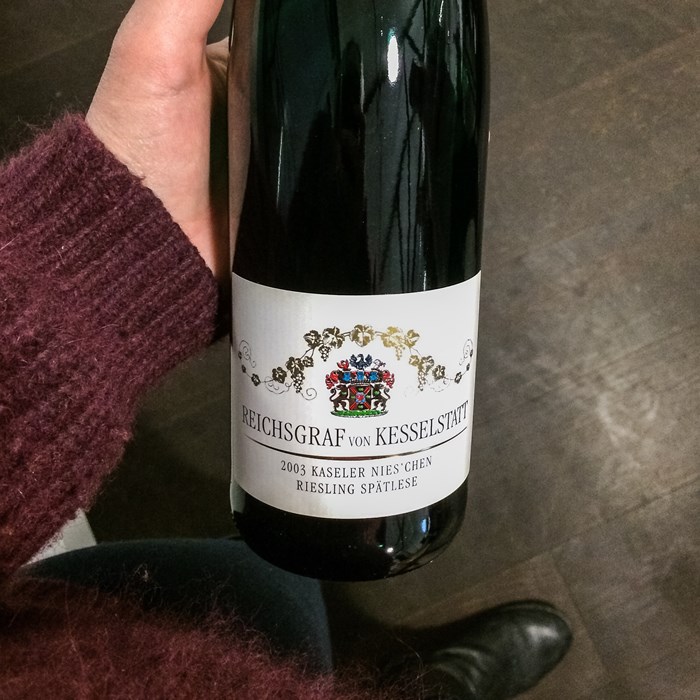 REICHSGRAF VON KESSELSTATT
2003 KASELER NIES'CHEN
RIESLING SPÄTLESE